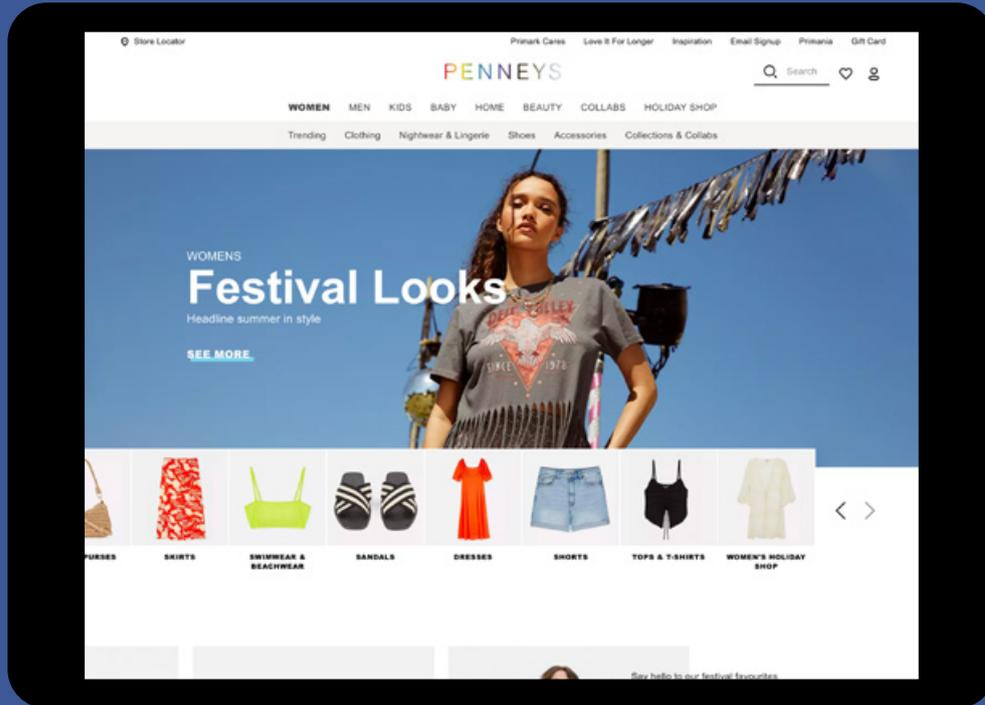 Store Locator
Primark Cares Love It For Longer Inspiration Email Signup Primania Gift Card
PENNEYS
Search
WOMEN MEN KIDS BABY HOME BEAUTY COLLABS HOLIDAY SHOP
Trending Clothing Nightwear & Lingerie Shoes Accessories Collections & Collabs
WOMENS
Festival Looks
Headline summer in style
SEE MORE
VALLEY
SINCE 1978
PURSES
SKIRTS
SWIMWEAR &
BEACHWEAR
SANDALS
DRESSES
SHORTS
TOPS & T-SHIRTS
WOMEN'S HOLIDAY
SHOP
Say hello to our festival favourites